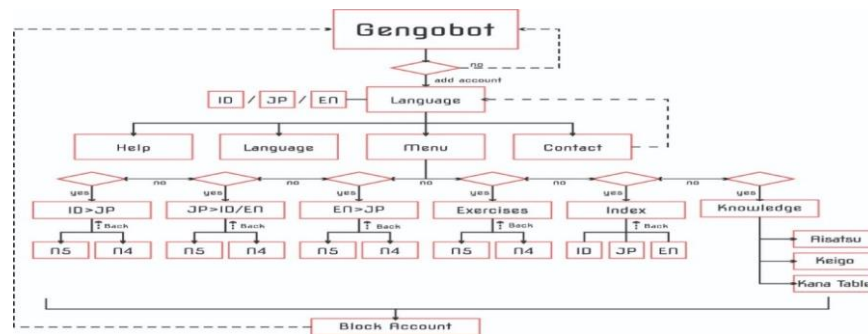 Gengobot
no
add account
ID / JP / EN
Language
Help
Language
Menu
Contact
no
no
no
no
no
yes
yes
yes
yes
yes
yes
ID>JP
JP>ID/EN
EN>JP
Exercises
Index
Knowledge
Back
Back
Back
Back
Back
N5
N4
N5
N4
N5
N4
N5
N4
ID
JP
EN
Aisatsu
Keigo
Kana Table
Block Account